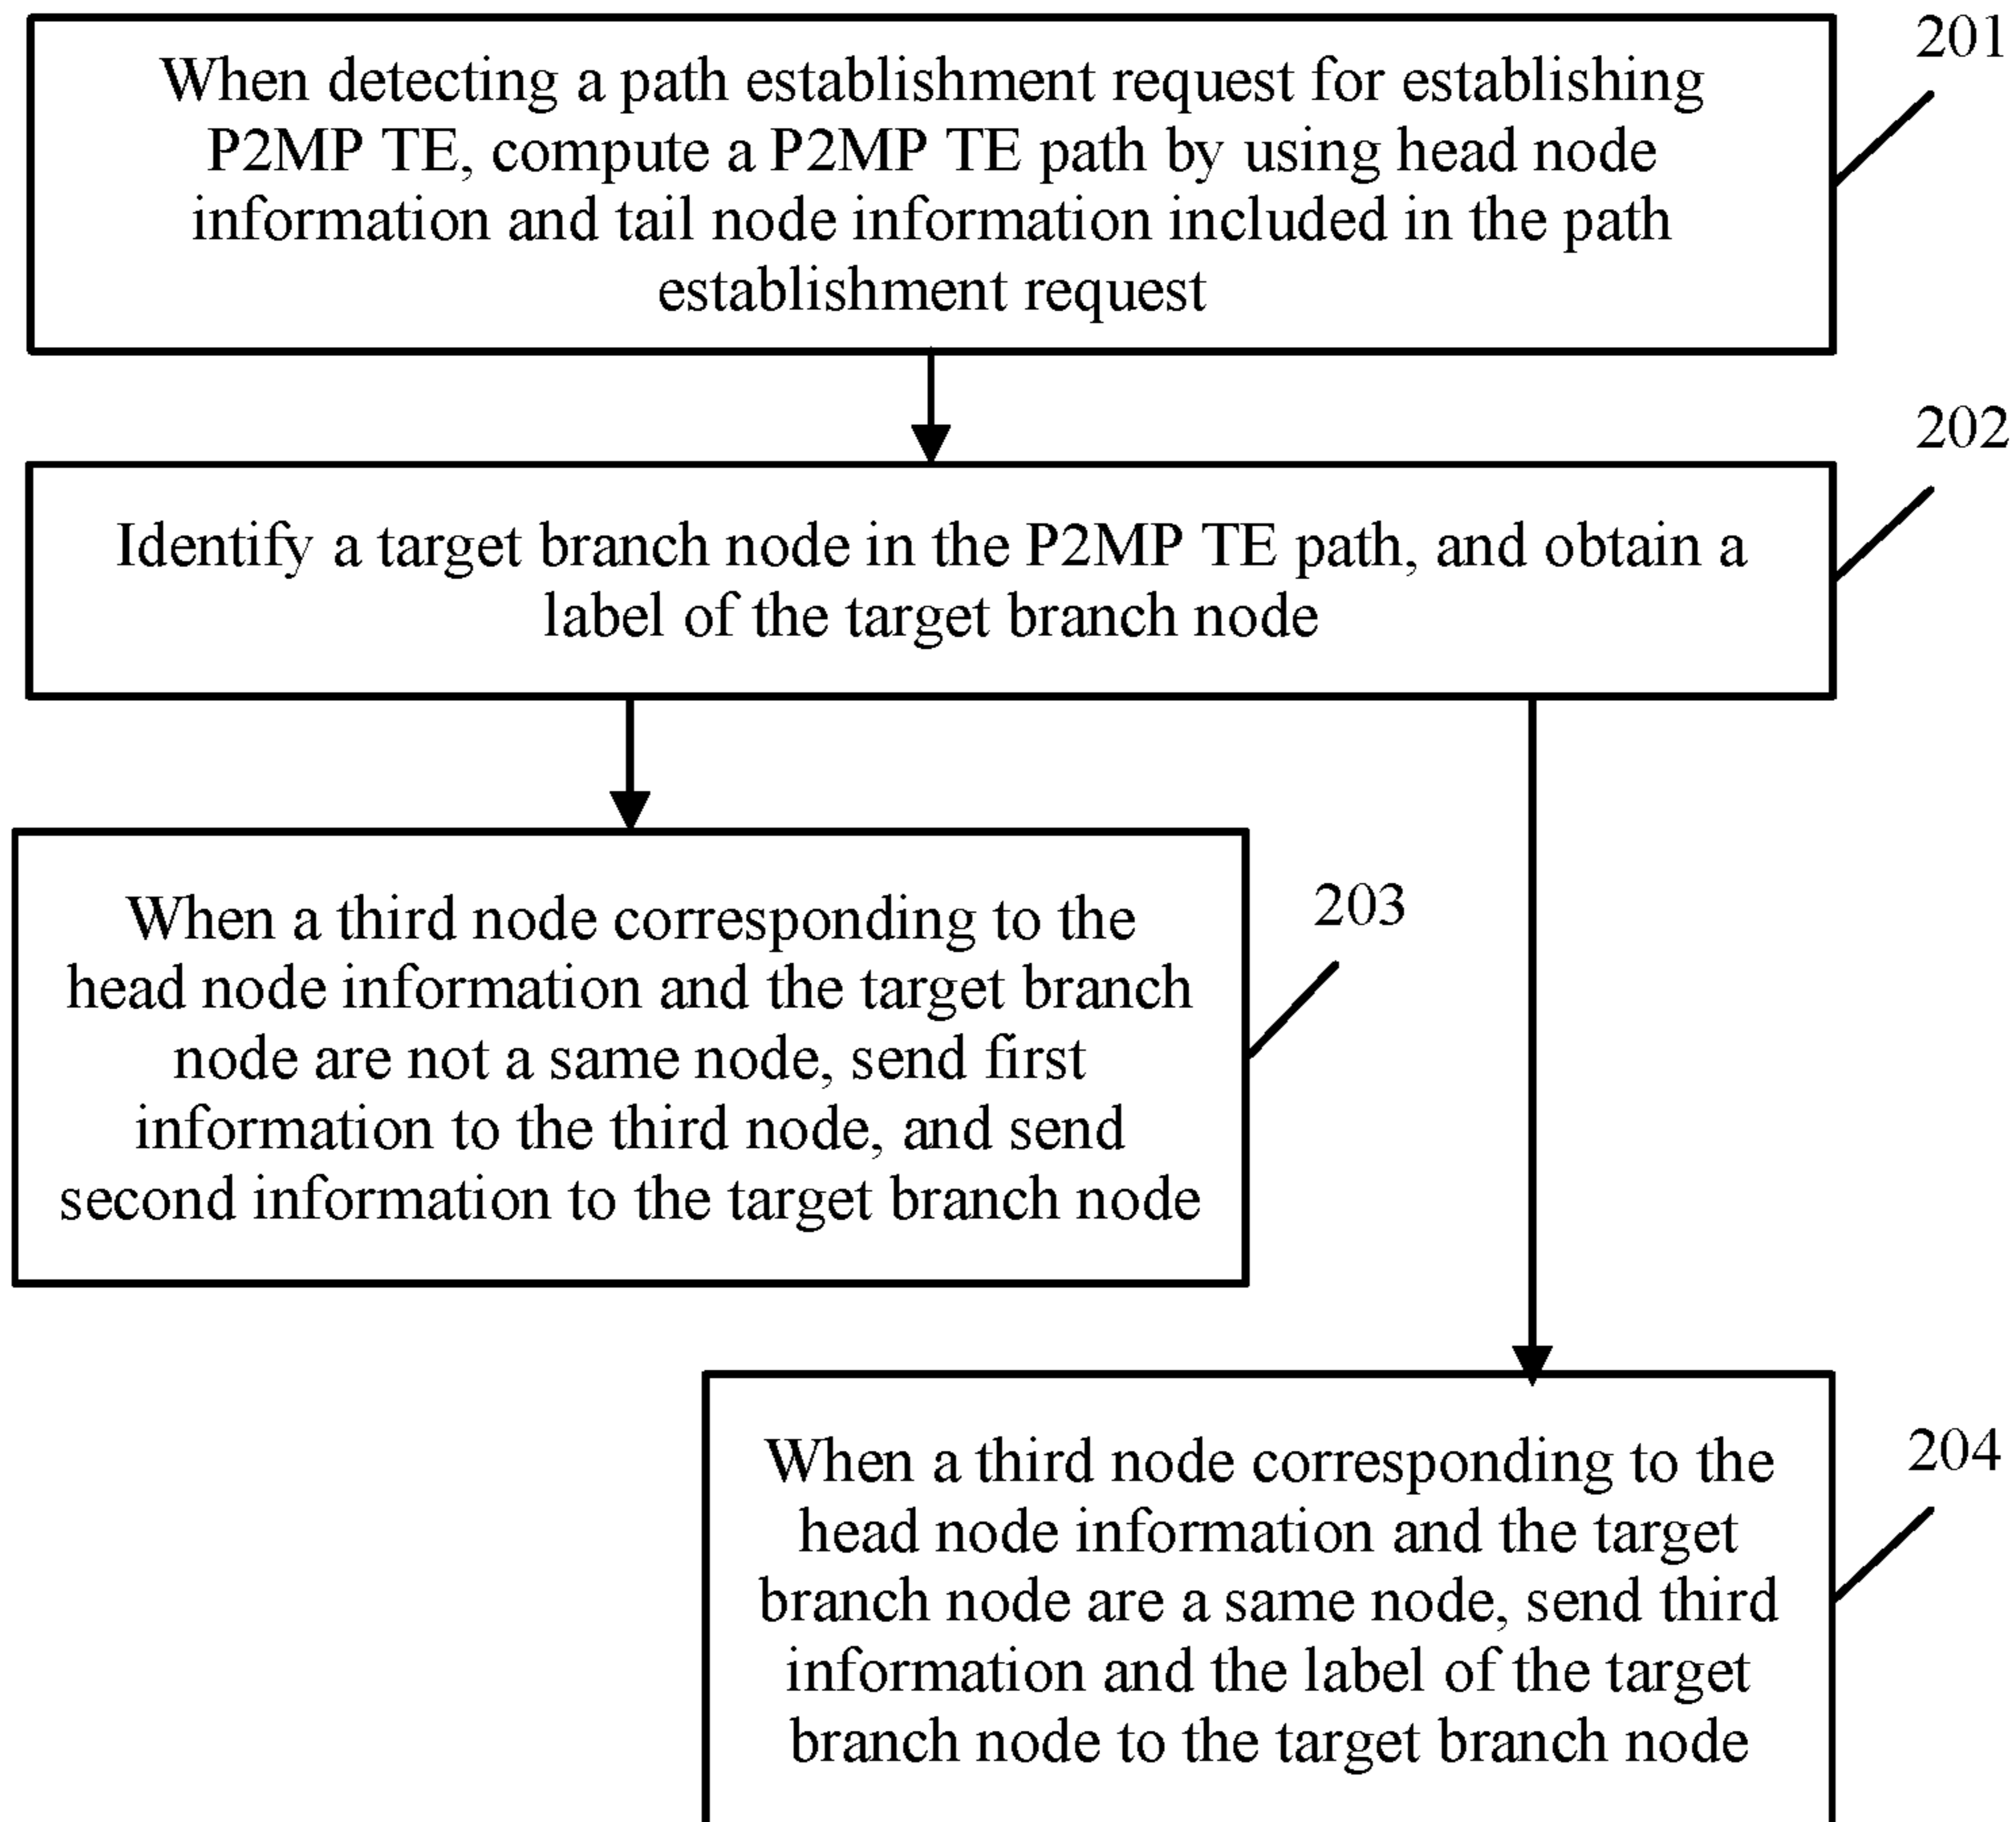 When detecting a path establishment request for establishing
P2MP TE, compute a P2MP TE path by using head node
information and tail node information included in the path
establishment request
201
Identify a target branch node in the P2MP TE path, and obtain a
label of the target branch node
202
When a third node corresponding to the
head node information and the target branch
node are not a same node, send first
information to the third node, and send
second information to the target branch node
203
When a third node corresponding to the
head node information and the target
branch node are a same node, send third
information and the label of the target
branch node to the target branch node
204